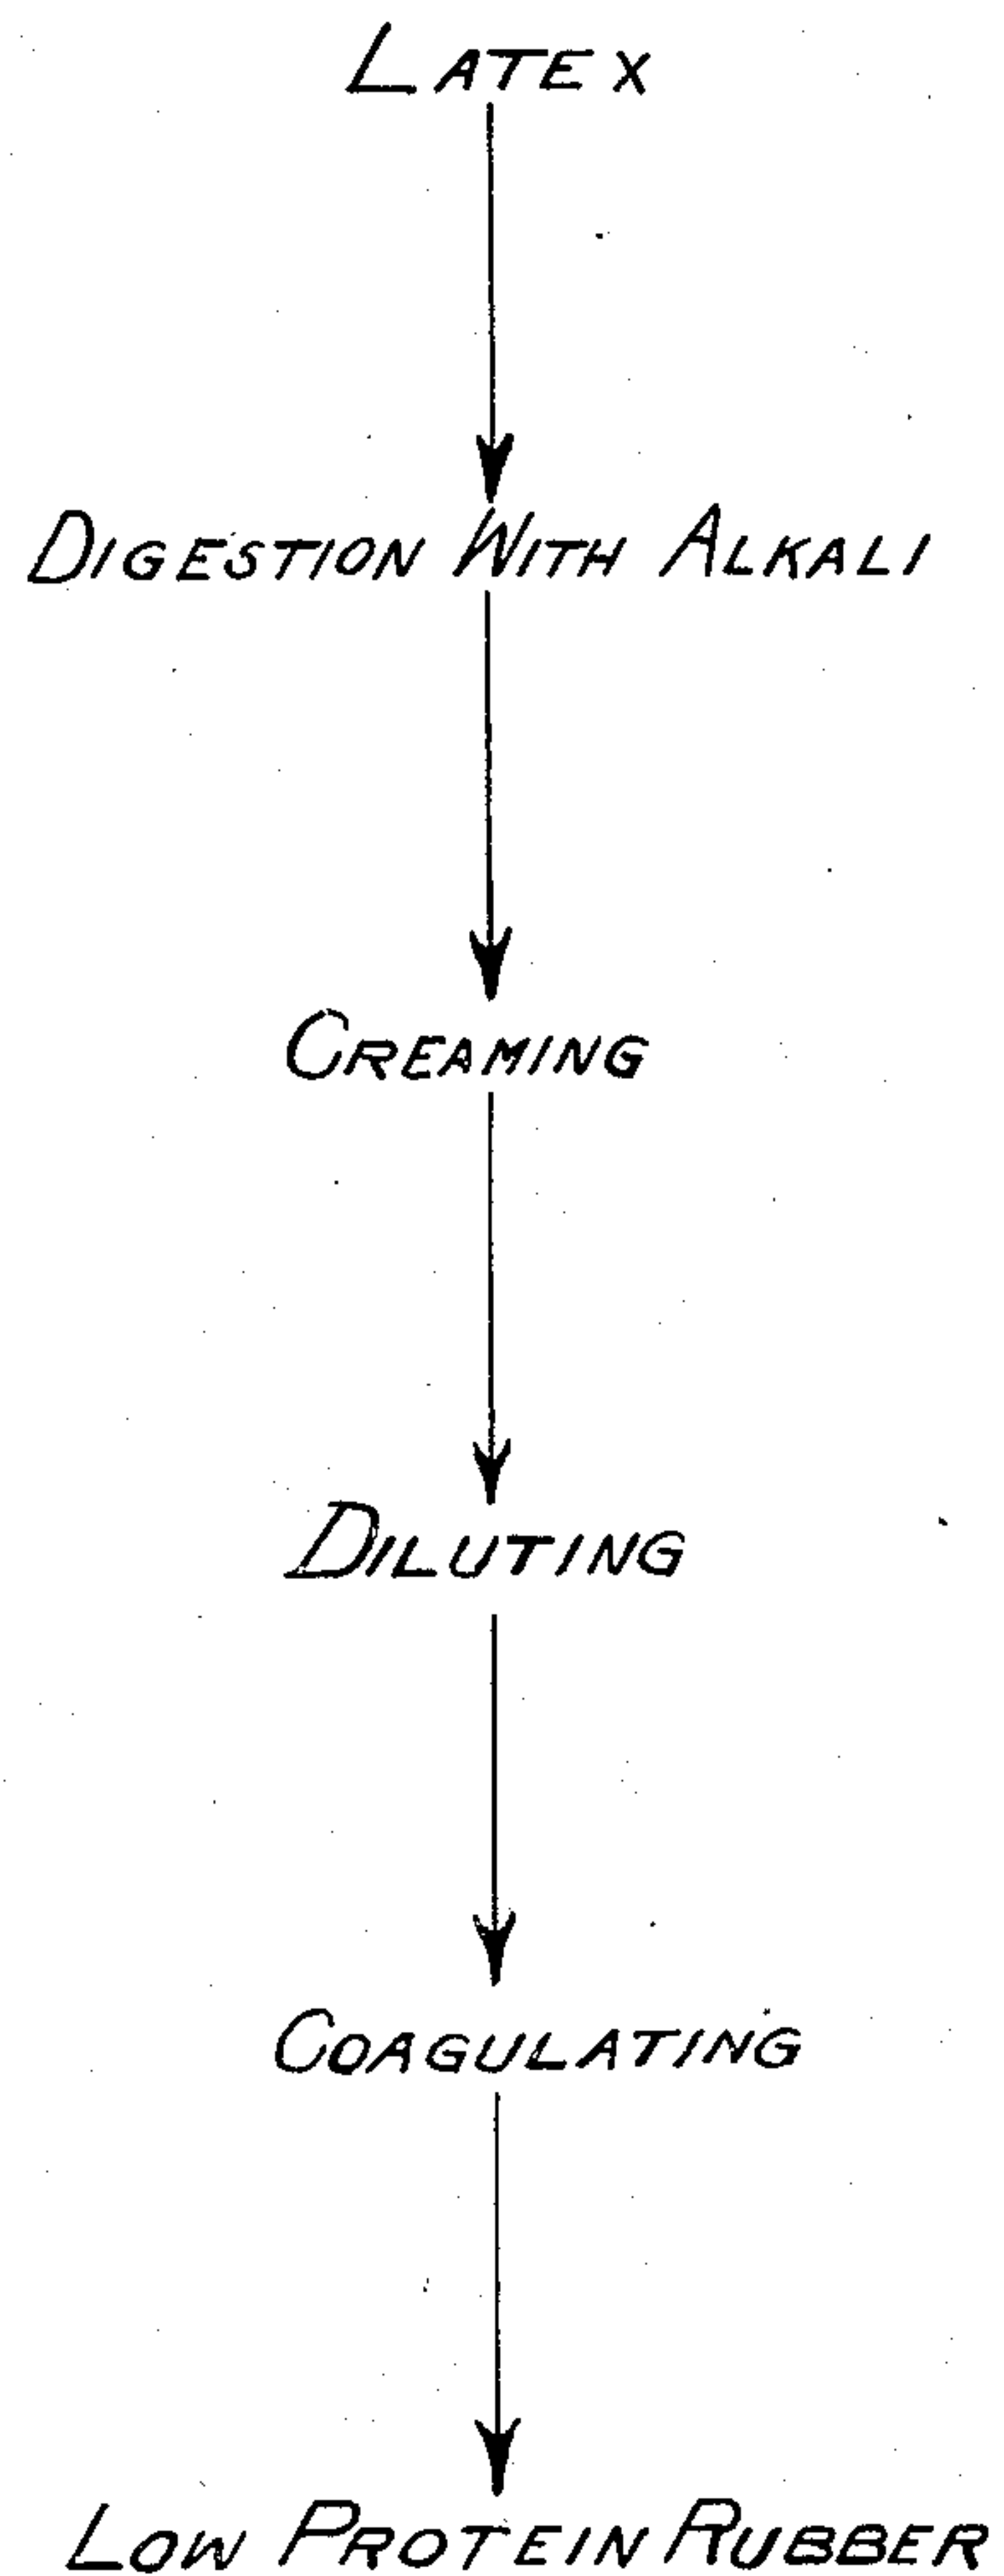 LATEX
DIGESTION WITH ALKALI
CREAMING
DILUTING
COAGULATING
LOW PROTEIN RUBBER